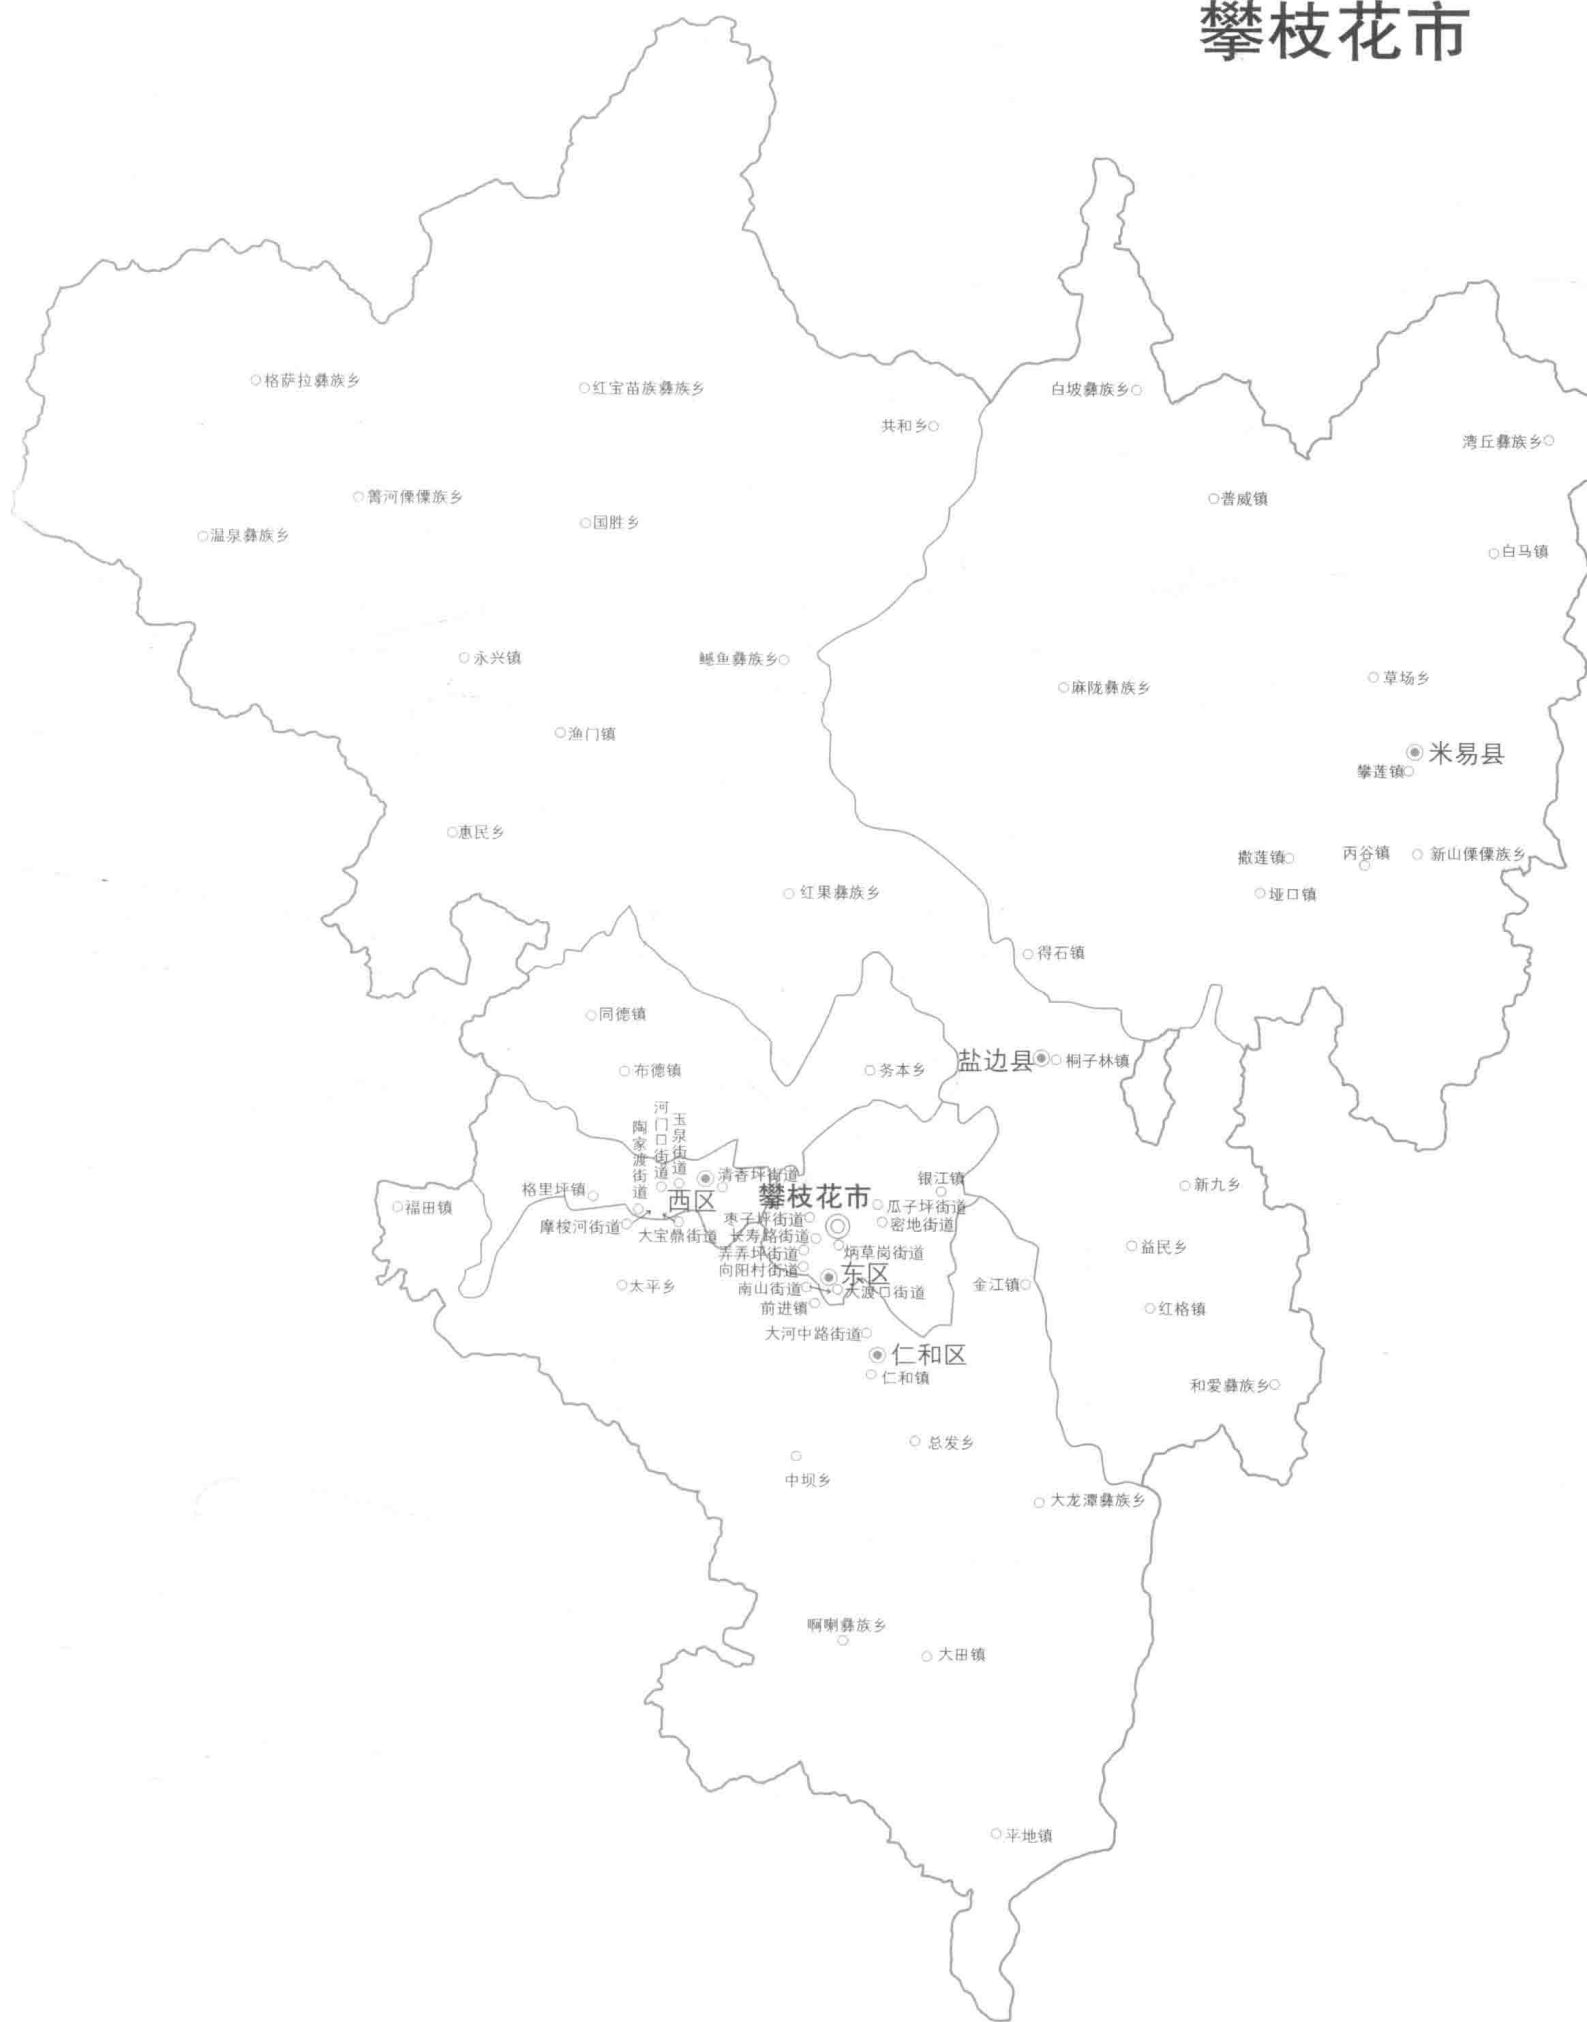 攀枝花市
格萨拉彝族乡
红宝苗族彝族乡
白坡彝族乡
共和乡
湾丘彝族乡
箐河傈僳族乡
普威镇
国胜乡
温泉彝族乡
白马镇
永兴镇
鳡鱼彝族乡
麻陇彝族乡
草场乡
渔门镇
米易县
攀莲镇
惠民乡
撒莲镇
丙谷镇
新山傈僳族乡
红果彝族乡
垭口镇
得石镇
同德镇
盐边县
桐子林镇
布德镇
务本乡
河门口街道
玉泉街道
陶家渡街道
清香坪街道
银江镇
新九乡
格里坪镇
西区
攀枝花市
福田镇
瓜子坪街道
枣子坪街道
密地街道
摩梭河街道
大宝鼎街道
长寿路街道
弄弄坪街道
炳草岗街道
益民乡
向阳村街道
东区
太平乡
南山街道
大渡口街道
金江镇
前进镇
红格镇
大河中路街道
仁和区
仁和镇
和爱彝族乡
总发乡
中坝乡
大龙潭彝族乡
啊喇彝族乡
大田镇
平地镇